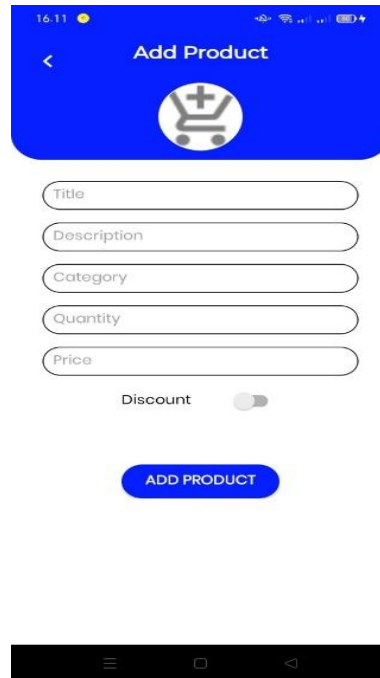 16.11
Add Product
Title
Description
Category
Quantity
Price
Discount
ADD PRODUCT